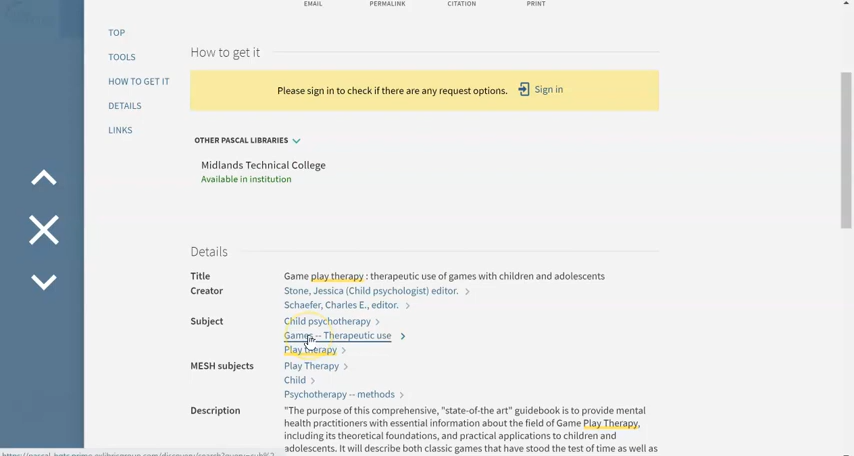 EMAIL PERMALINK CITATION PRINT
TOP
TOOLS
HOW TO GET IT
DETAILS
LINKS
How to get it
Please sign in to check if there are any request options. Sign in
OTHER PASCAL LIBRARIES
Midlands Technical College
Available in institution
Details
Title Game play therapy : therapeutic use of games with children and adolescents
Creator Stone, Jessica (Child psychologist) editor.
Schaefer, Charles E., editor.
Subject Child psychotherapy
Games -- Therapeutic use
Play therapy
MESH subjects Play Therapy
Child
Psychotherapy -- methods
Description "The purpose of this comprehensive, "state-of-the art" guidebook is to provide mental
health practitioners with essential information about the field of Game Play Therapy,
including its theoretical foundations, and practical applications to children and
adolescents. It will describe both classic games that have stood the test of time as well as